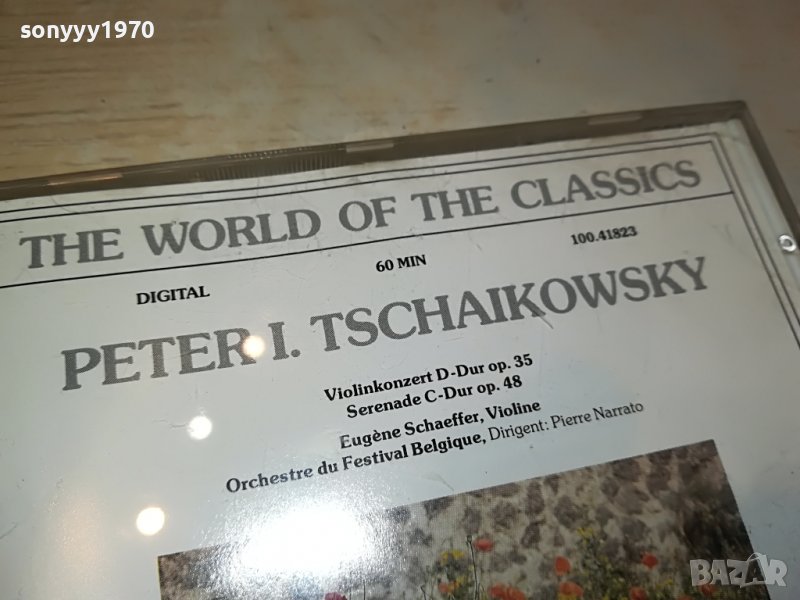 sonyyy1970
THE WORLD OF THE CLASSICS
DIGITAL 60 MIN 100.41823
PETER I. TSCHAIKOWSKY
Violinkonzert D-Dur op. 35
Serenade C-Dur op. 48
Eugène Schaeffer, Violine
Orchestre du Festival Belgique, Dirigent: Pierre Narrato
BAZAR